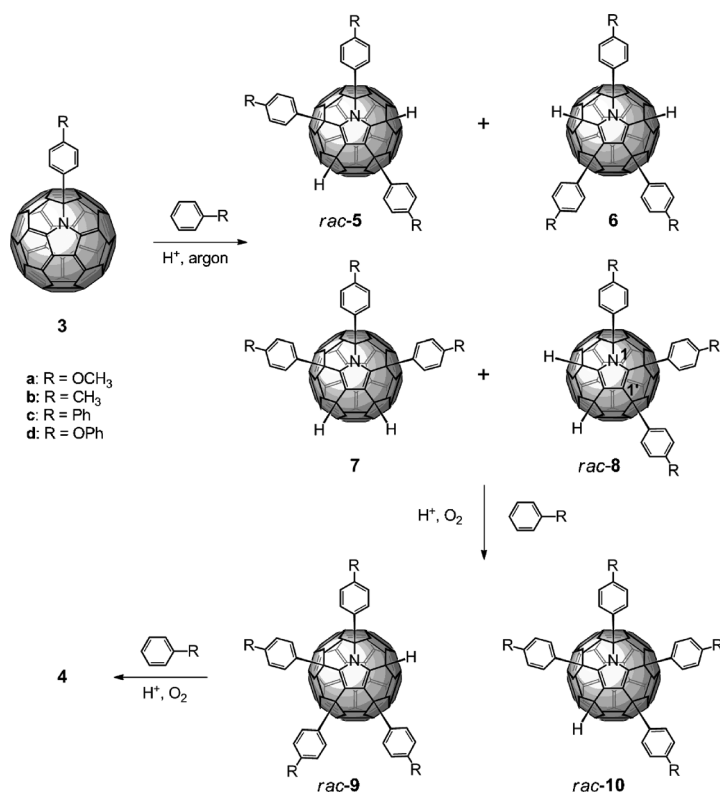 R
R
R
R
H
H
H
N
N
+
H
R
R
R
R
N
rac-5
6
H⁺, argon
3
R
R
R
R
R
N
N
1
H
a: R = OCH₃
b: R = CH₃
c: R = Ph
d: R = OPh
+
1'
H
H
H
R
7
rac-8
H⁺, O₂
R
R
R
R
R
R
R
H
N
N
4
H⁺, O₂
H
R
R
R
rac-9
rac-10